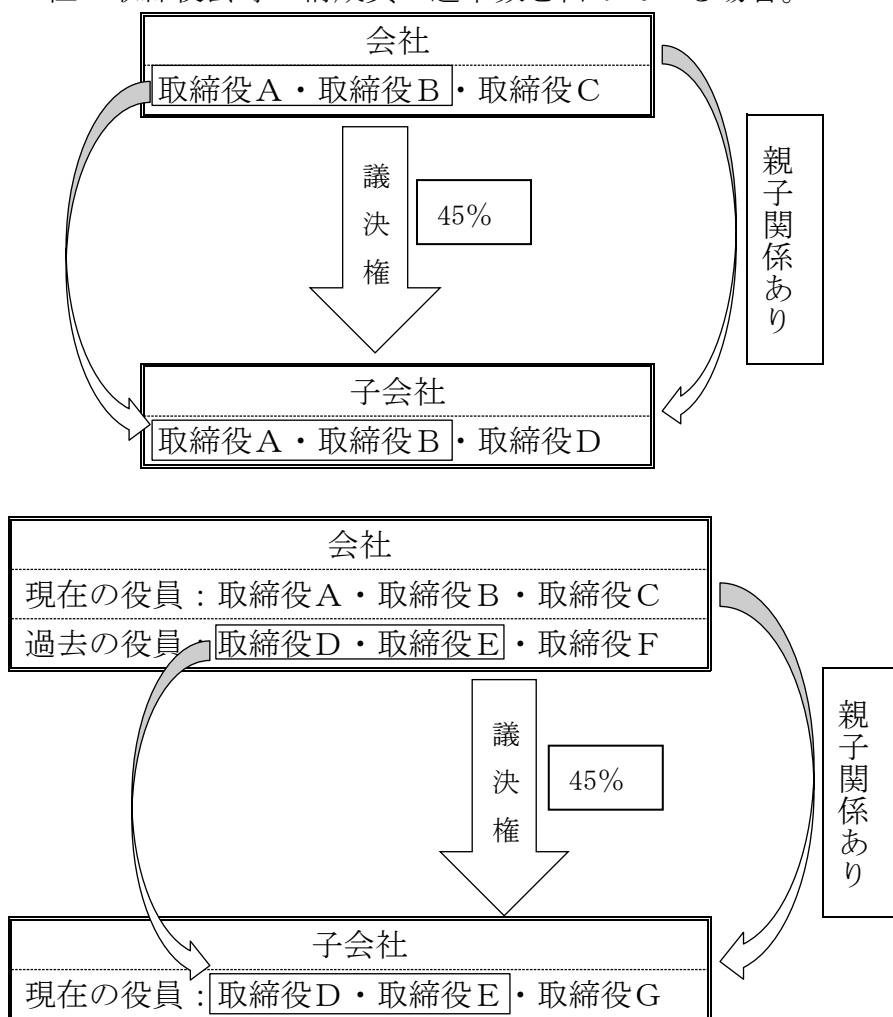 会社
取締役A・取締役B・取締役C
議決権
45%
親子関係あり
子会社
取締役A・取締役B・取締役D
会社
現在の役員：取締役A・取締役B・取締役C
過去の役員：取締役D・取締役E・取締役F
議決権
45%
親子関係あり
子会社
現在の役員：取締役D・取締役E・取締役G